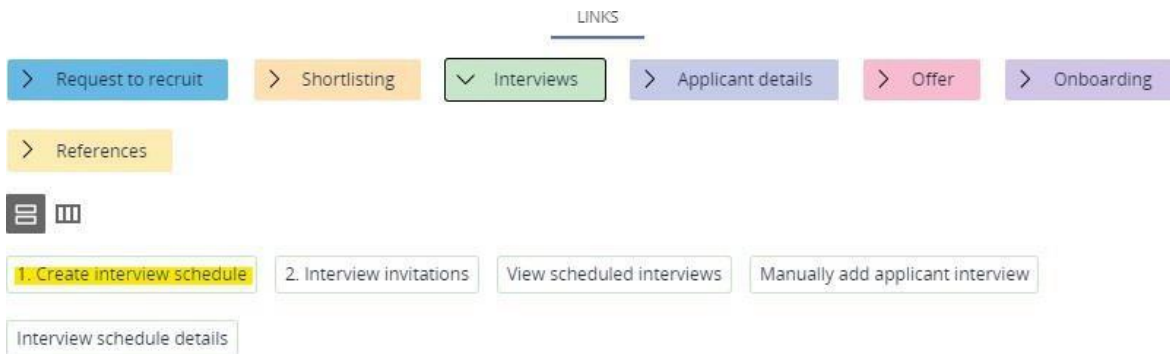 LINKS
Request to recruit Shortlisting Interviews Applicant details Offer Onboarding
References
1. Create interview schedule 2. Interview invitations View scheduled interviews Manually add applicant interview
Interview schedule details